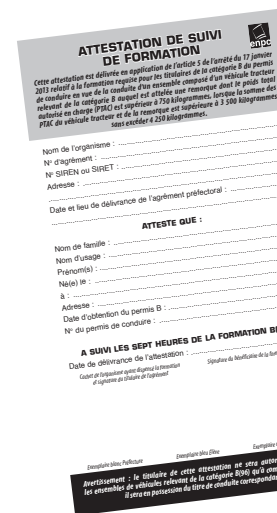 ATTESTATION DE SUIVI
DE FORMATION
enpc
Cette attestation est délivrée en application de l'article 5 de l'arrêté du 17 janvier
2013 relatif à la formation requise pour les titulaires de la catégorie B du permis
de conduire en vue de la conduite d'un ensemble composé d'un véhicule tracteur
relevant de la catégorie B auquel est attelée une remorque dont le poids total
autorisé en charge (PTAC) est supérieur à 750 kilogrammes, lorsque la somme des
PTAC du véhicule tracteur et de la remorque est supérieure à 3 500 kilogrammes
sans excéder 4 250 kilogrammes.
Nom de l'organisme :
N° d'agrément :
N° SIREN ou SIRET :
Adresse :
Date et lieu de délivrance de l'agrément préfectoral :
ATTESTE QUE :
Nom de famille :
Nom d'usage :
Prénom(s) :
Né(e) le :
à :
Adresse :
Date d'obtention du permis B :
N° du permis de conduire :
A SUIVI LES SEPT HEURES DE LA FORMATION B
Date de délivrance de l'attestation :
Cachet de l'organisme ayant dispensé la formation
et signature du titulaire de l'agrément
Signature du bénéficiaire de la
Exemplaire blanc Préfecture
Exemplaire bleu Élève
Exemplaire
Avertissement : le titulaire de cette attestation ne sera autor
les ensembles de véhicules relevant de la catégorie B(96) qu'à com
il sera en possession du titre de conduite correspondan